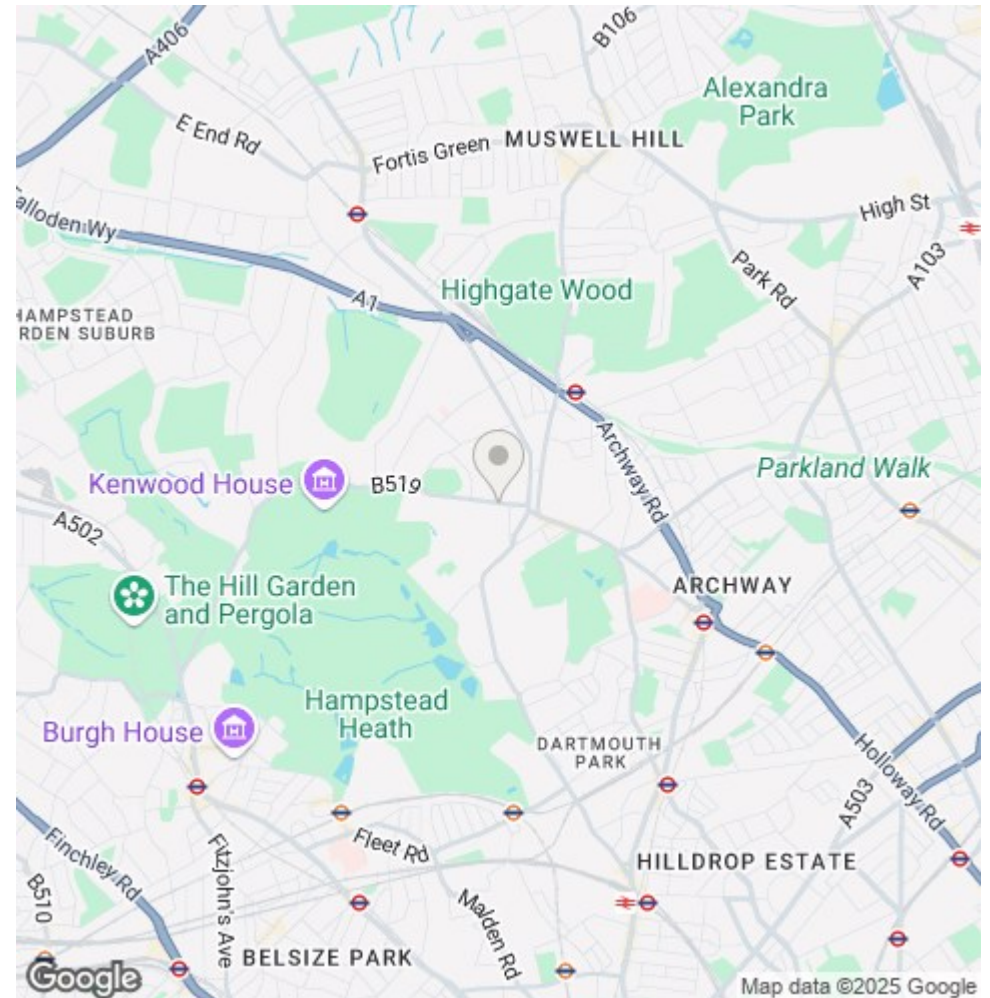 A406
B106
Alexandra
Park
E End Rd
Fortis Green
MUSWELL HILL
High St
alloden Wy
A103
Park Rd
Highgate Wood
A1
HAMPSTEAD
RDEN SUBURB
Archway Rd
Parkland Walk
Kenwood House
B519
A502
The Hill Garden
and Pergola
ARCHWAY
Hampstead
Heath
Burgh House
DARTMOUTH
PARK
Holloway Rd
A503
Fleet Rd
Finchley Rd
Fitzjohn's Ave
HILLDROP ESTATE
B510
Malden Rd
BELSIZE PARK
Google
Map data ©2025 Google